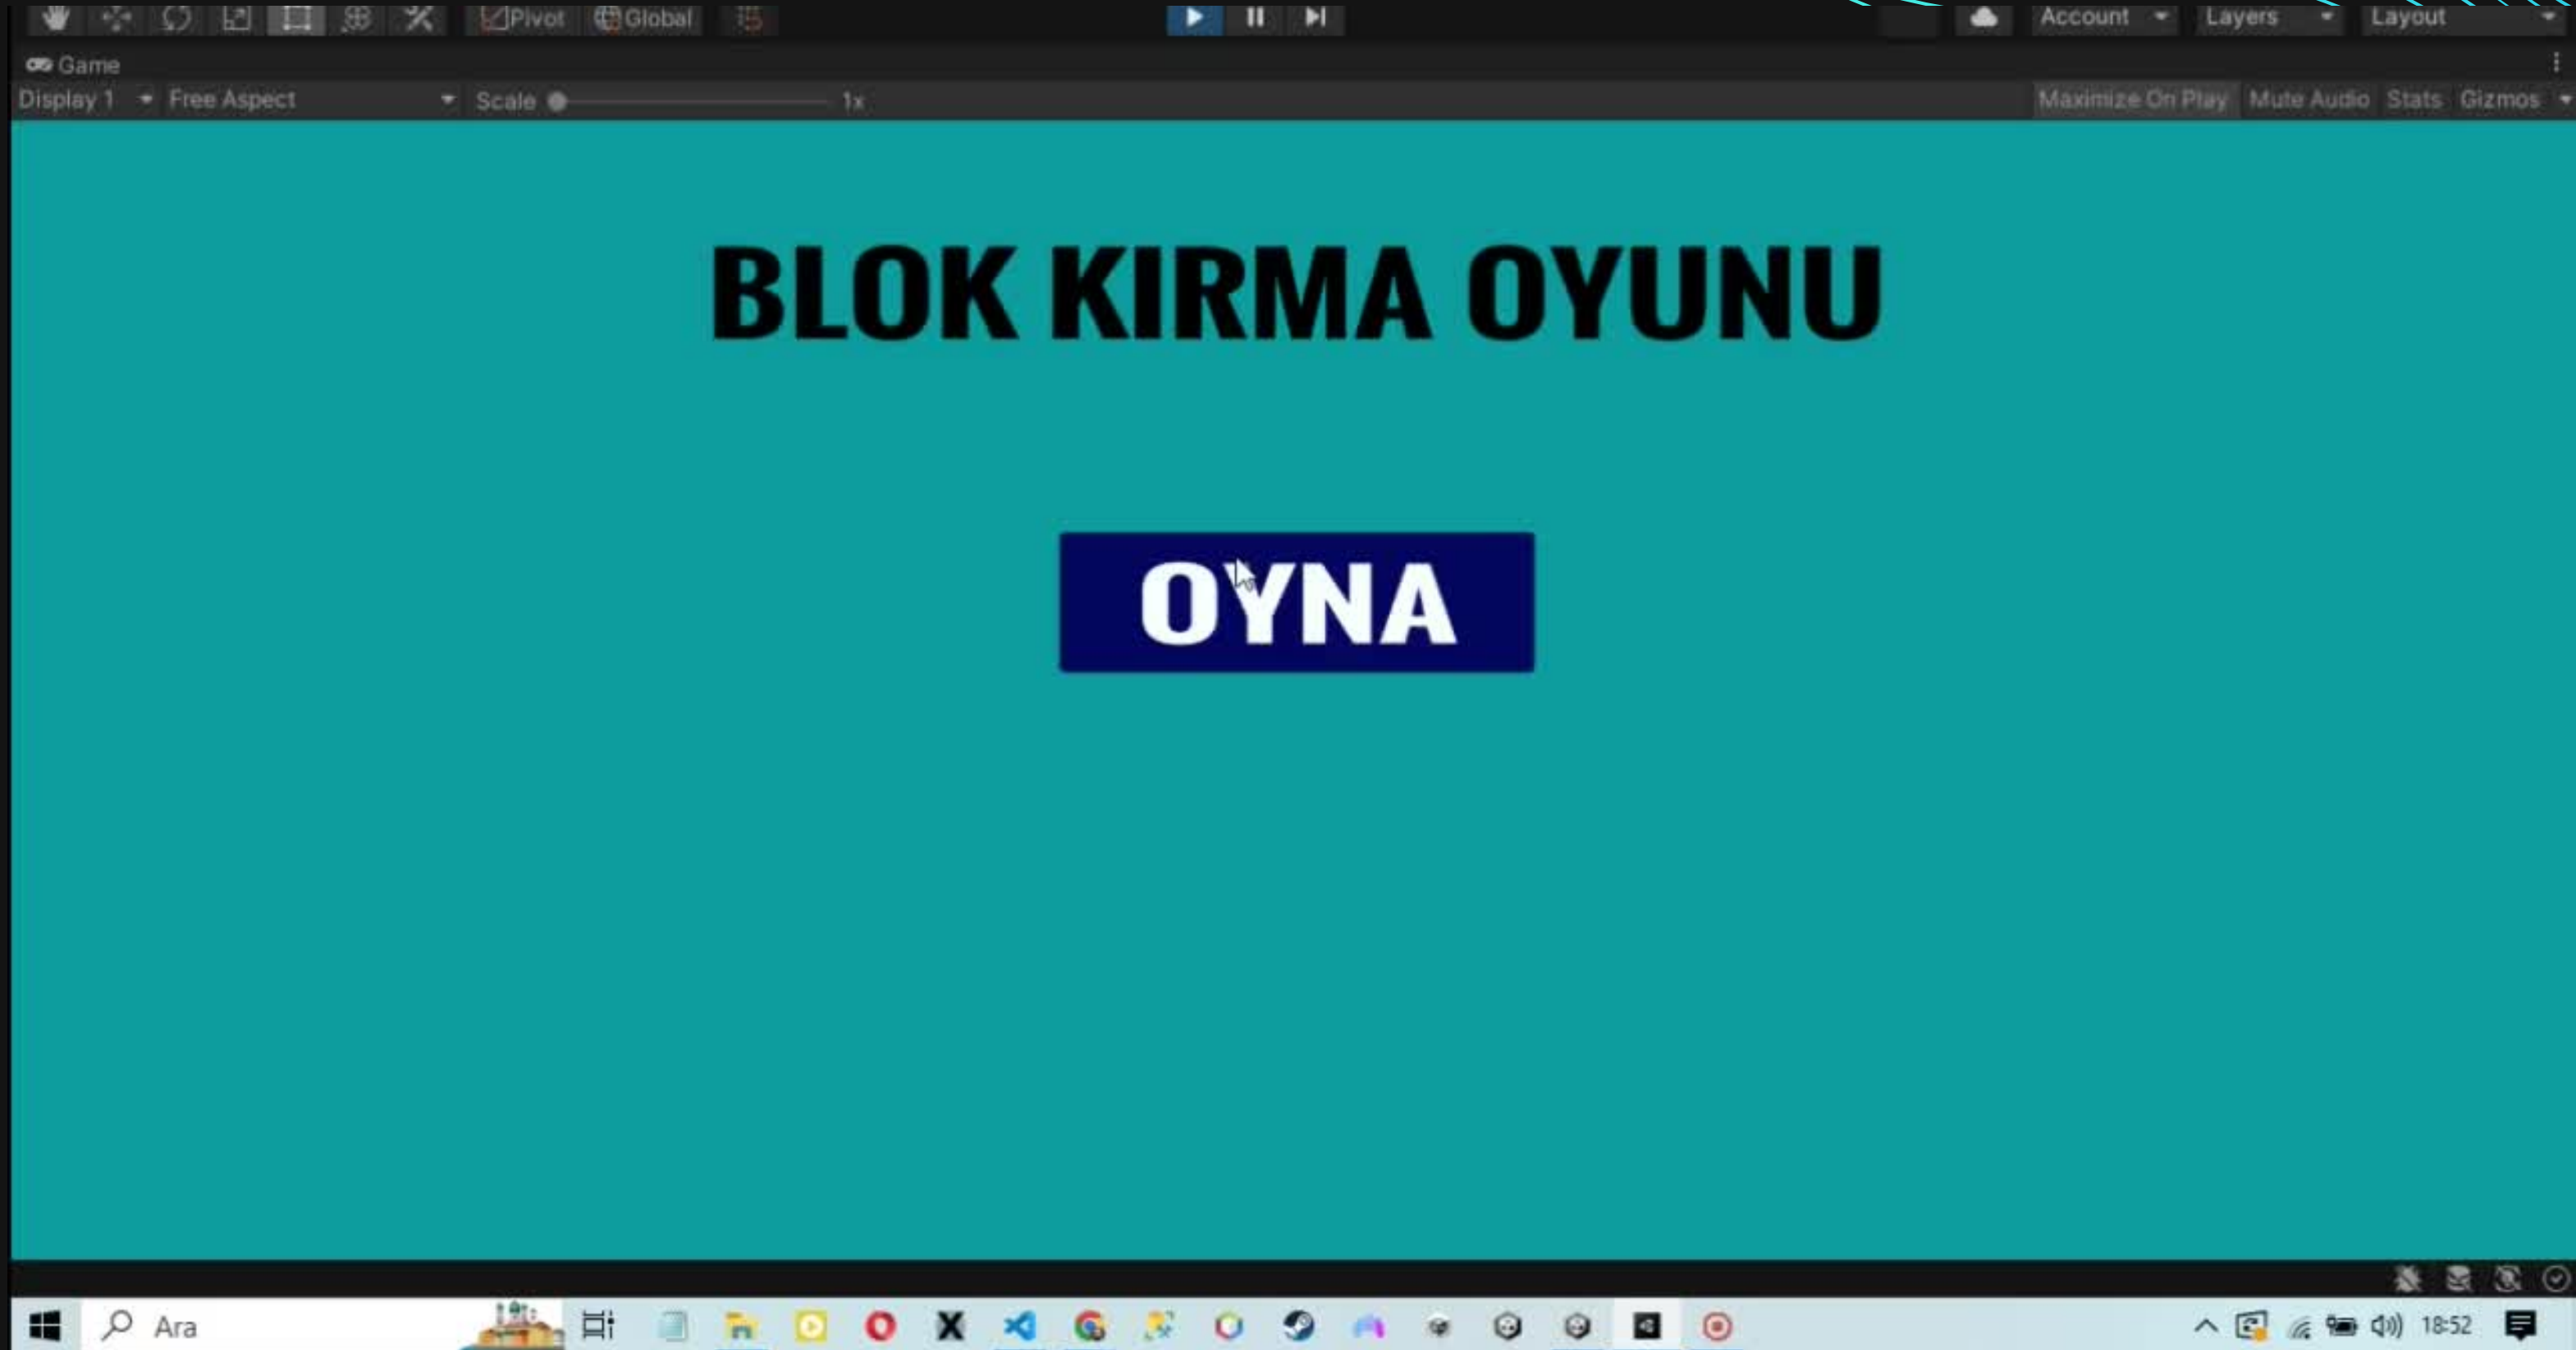 Pivot Global Account Layers Layout
Game
Display 1 Free Aspect Scale 1x Maximize On Play Mute Audio Stats Gizmos
BLOK KIRMA OYUNU
OYNA
Ara 18:52